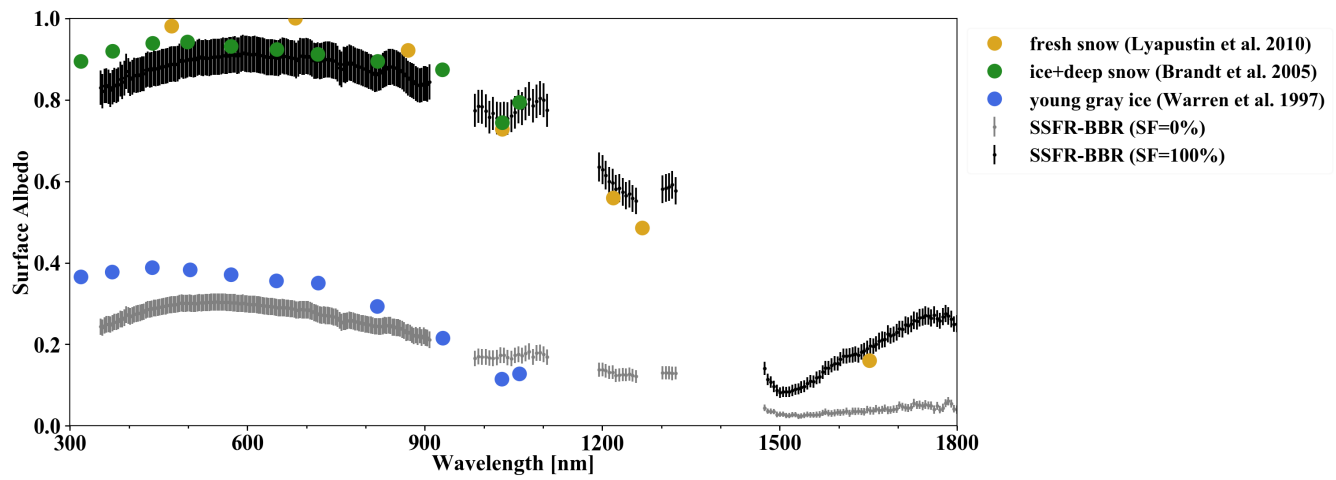 1.0
0.8
0.6
0.4
0.2
0.0
Surface Albedo
300
600
900
1200
1500
1800
Wavelength [nm]
fresh snow (Lyapustin et al. 2010)
ice+deep snow (Brandt et al. 2005)
young gray ice (Warren et al. 1997)
SSFR-BBR (SF=0%)
SSFR-BBR (SF=100%)